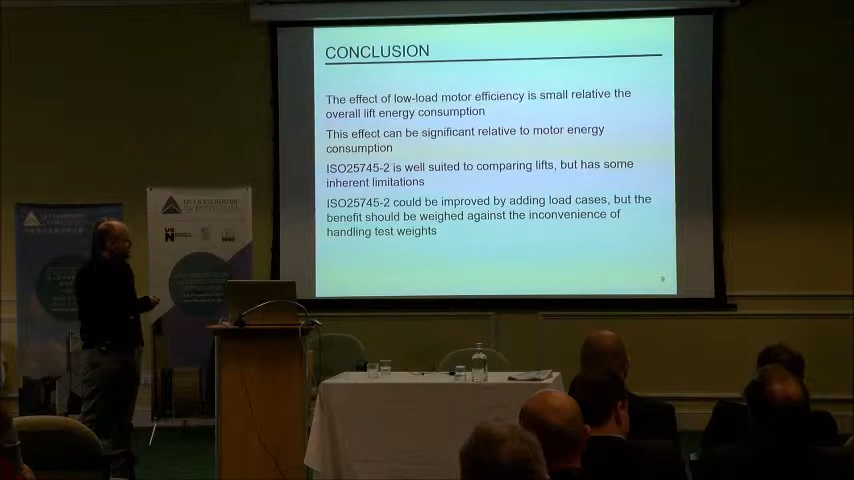 CONCLUSION
The effect of low-load motor efficiency is small relative the
overall lift energy consumption
This effect can be significant relative to motor energy
consumption
ISO25745-2 is well suited to comparing lifts, but has some
inherent limitations
ISO25745-2 could be improved by adding load cases, but the
benefit should be weighed against the inconvenience of
handling test weights
9
LIFT & ESCALATOR
SYMPOSIUM